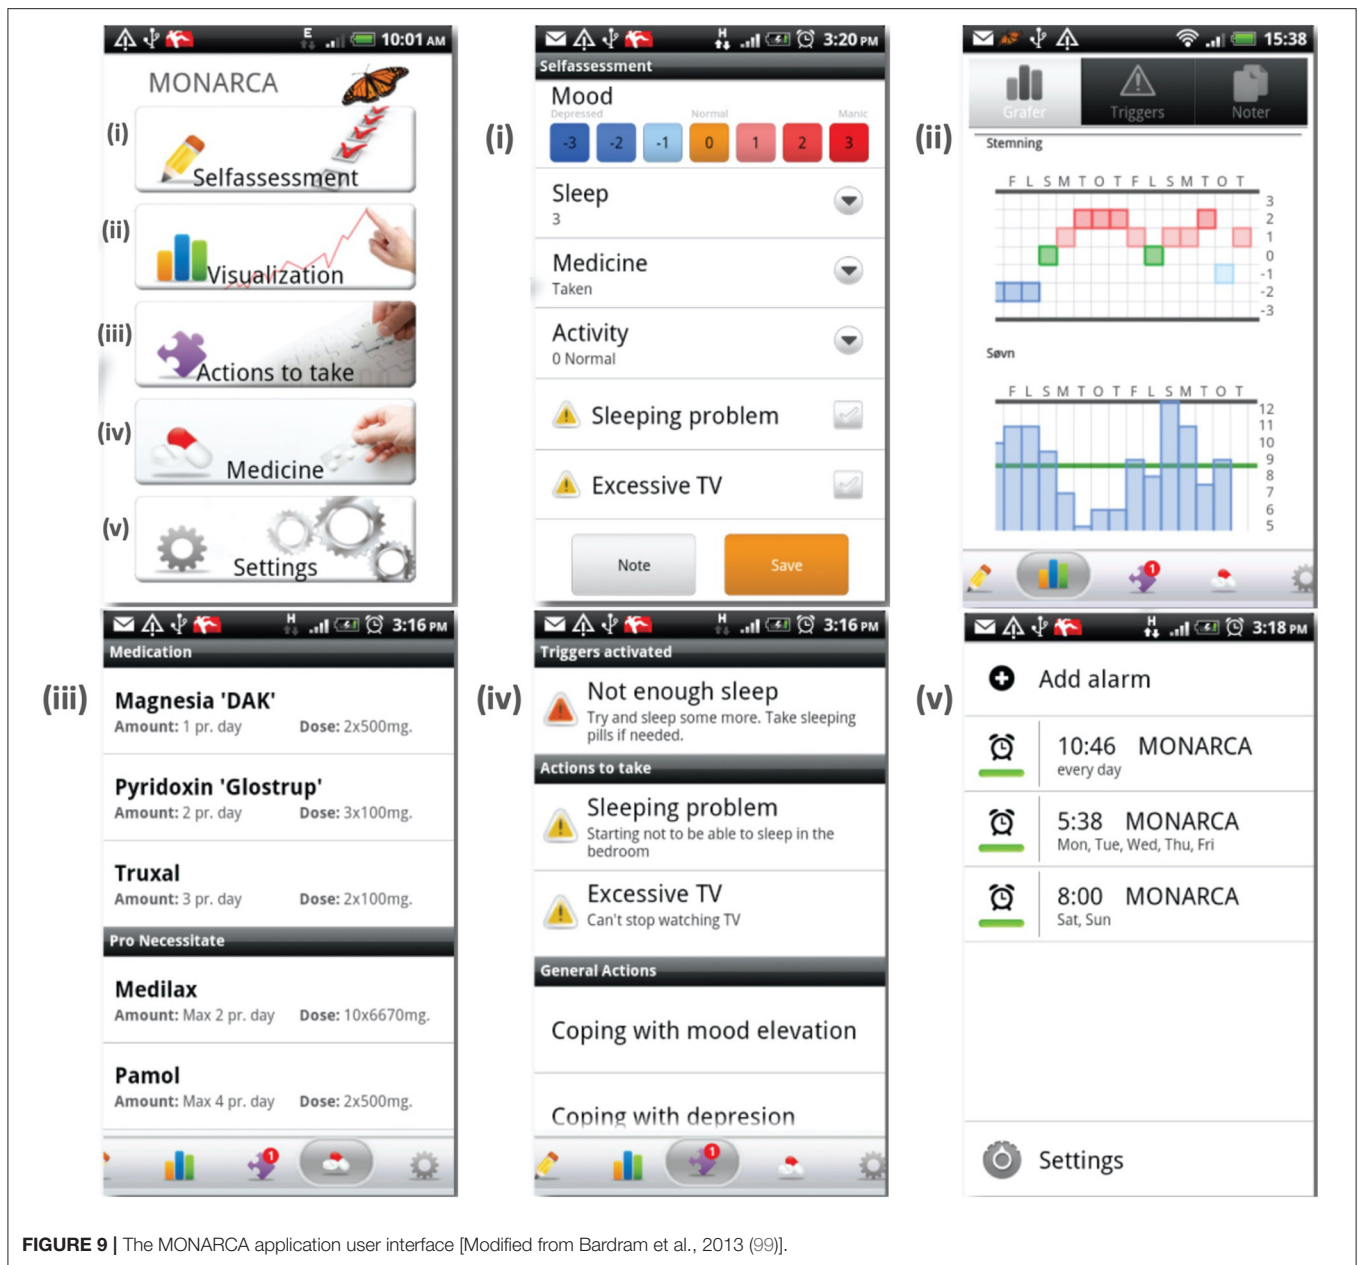 E
10:01 AM
MONARCA
(i)
Selfassessment
(ii)
Visualization
(iii)
Actions to take
(iv)
Medicine
(v)
Settings
H
3:20 PM
Selfassessment
(i)
Mood
Depressed Normal Manic
-3 -2 -1 0 1 2 3
Sleep
3
Medicine
Taken
Activity
0 Normal
Sleeping problem
Excessive TV
Note Save
15:38
(ii)
Grafer Triggers Noter
Stemning
F L S M T O T F L S M T O T
3
2
1
0
-1
-2
-3
Søvn
F L S M T O T F L S M T O T
12
11
10
9
8
7
6
5
1
H
3:16 PM
Medication
(iii)
Magnesia 'DAK'
Amount: 1 pr. day Dose: 2x500mg.
Pyridoxin 'Glostrup'
Amount: 2 pr. day Dose: 3x100mg.
Truxal
Amount: 3 pr. day Dose: 2x100mg.
Pro Necessitate
Medilax
Amount: Max 2 pr. day Dose: 10x6670mg.
Pamol
Amount: Max 4 pr. day Dose: 2x500mg.
1
H
3:16 PM
Triggers activated
(iv)
Not enough sleep
Try and sleep some more. Take sleeping
pills if needed.
Actions to take
Sleeping problem
Starting not to be able to sleep in the
bedroom
Excessive TV
Can't stop watching TV
General Actions
Coping with mood elevation
Coping with depresion
1
H
3:18 PM
(v)
Add alarm
10:46 MONARCA
every day
5:38 MONARCA
Mon, Tue, Wed, Thu, Fri
8:00 MONARCA
Sat, Sun
Settings
FIGURE 9 | The MONARCA application user interface [Modified from Bardram et al., 2013 (99)].